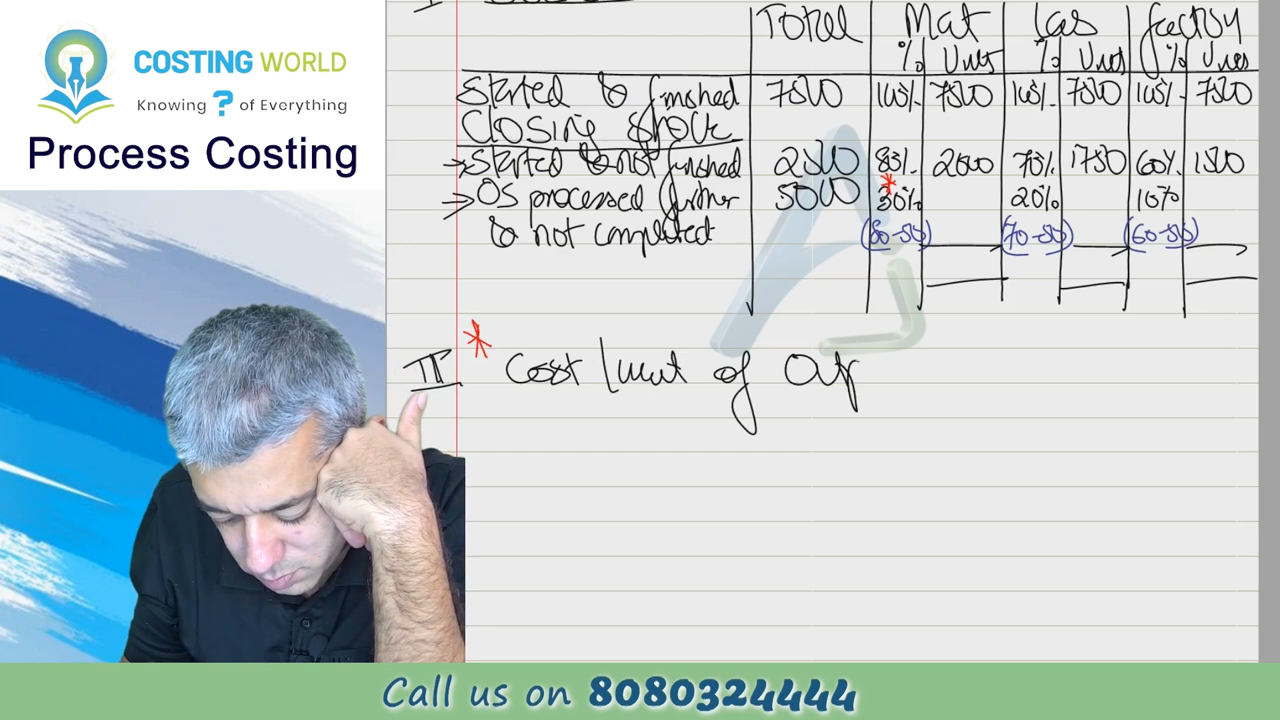 COSTING WORLD
Knowing ? of Everything
Process Costing
Total Mat Lab factory
% Units % Units % Units
Started & finished 7500 100% 7500 100% 7500 100% 7500
Closing stock
→ Started & not finished 2500 80% 2000 70% 1750 60% 1500
→ OS processed further 5000 30% 20% 10%
& not completed (80-50) (70-50) (60-50)
II * Cost / unit of O/p
Call us on 8080324444